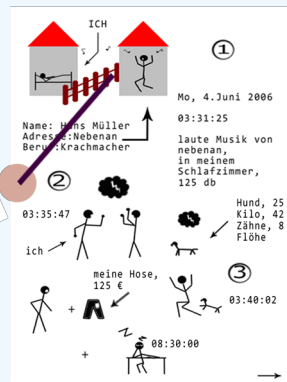 ICH
1
Mo, 4.Juni 2006
03:31:25
Name: Hans Müller
Adresse:Nebenan
Beruf:Krachmacher
laute Musik von
nebenan,
in meinem
Schlafzimmer,
125 db
2
03:35:47
ich
Hund, 25
Kilo, 42
Zähne, 8
Flöhe
meine Hose,
125 €
+
3
03:40:02
+
Z Z
08:30:00